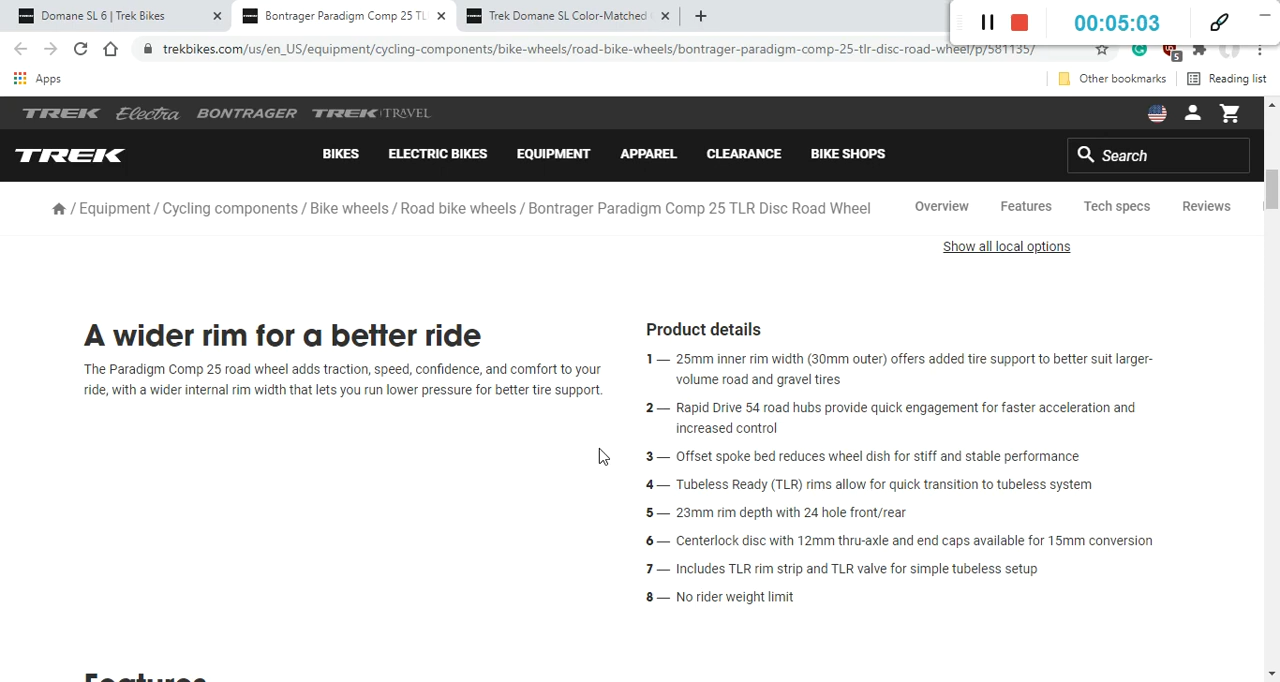 Domane SL 6 | Trek Bikes
Bontrager Paradigm Comp 25 TL
Trek Domane SL Color-Matched
00:05:03
trekbikes.com/us/en_US/equipment/cycling-components/bike-wheels/road-bike-wheels/bontrager-paradigm-comp-25-tlr-disc-road-wheel/p/581135/
5
Apps
Other bookmarks
Reading list
TREK Electra BONTRAGER TREK TRAVEL
TREK
BIKES ELECTRIC BIKES EQUIPMENT APPAREL CLEARANCE BIKE SHOPS
Search
/ Equipment / Cycling components / Bike wheels / Road bike wheels / Bontrager Paradigm Comp 25 TLR Disc Road Wheel
Overview Features Tech specs Reviews
Show all local options
A wider rim for a better ride
The Paradigm Comp 25 road wheel adds traction, speed, confidence, and comfort to your
ride, with a wider internal rim width that lets you run lower pressure for better tire support.
Product details
1 — 25mm inner rim width (30mm outer) offers added tire support to better suit larger-
volume road and gravel tires
2 — Rapid Drive 54 road hubs provide quick engagement for faster acceleration and
increased control
3 — Offset spoke bed reduces wheel dish for stiff and stable performance
4 — Tubeless Ready (TLR) rims allow for quick transition to tubeless system
5 — 23mm rim depth with 24 hole front/rear
6 — Centerlock disc with 12mm thru-axle and end caps available for 15mm conversion
7 — Includes TLR rim strip and TLR valve for simple tubeless setup
8 — No rider weight limit
Features